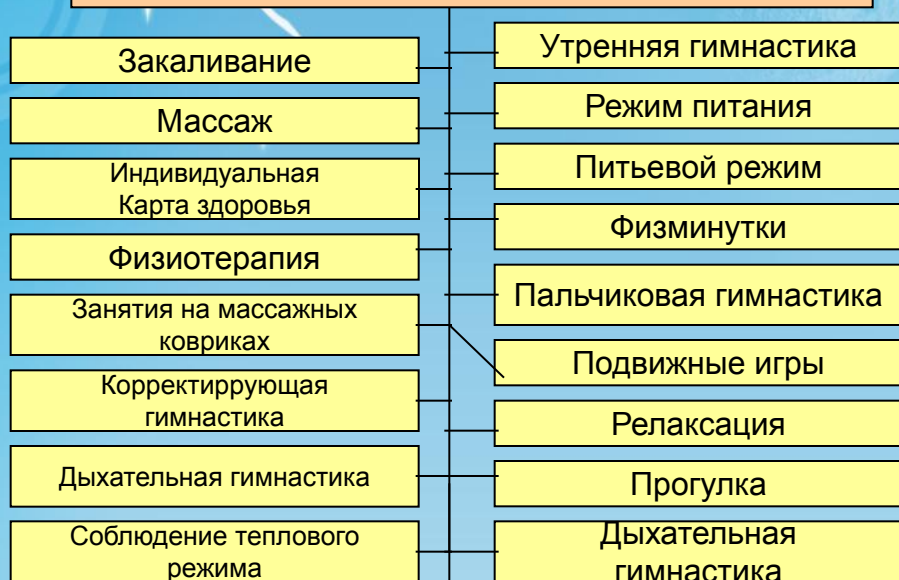 Закаливание
Массаж
Индивидуальная
Карта здоровья
Физиотерапия
Занятия на массажных
ковриках
Корректиррующая
гимнастика
Дыхательная гимнастика
Соблюдение теплового
режима
Утренняя гимнастика
Режим питания
Питьевой режим
Физминутки
Пальчиковая гимнастика
Подвижные игры
Релаксация
Прогулка
Дыхательная
гимнастика